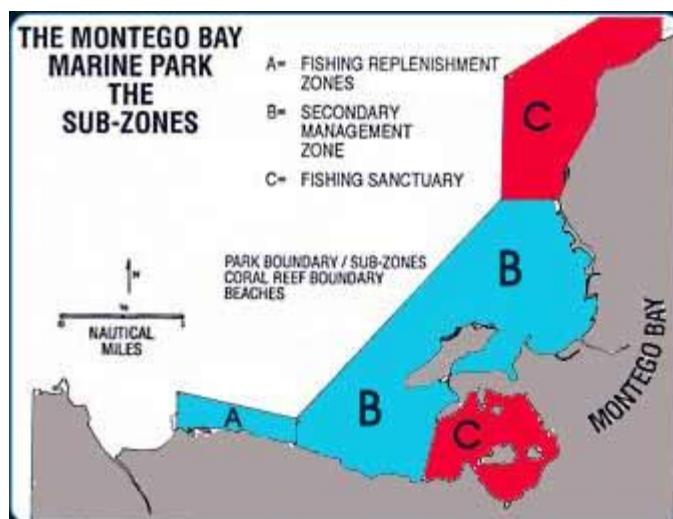 THE MONTEGO BAY
MARINE PARK
THE
SUB-ZONES
A= FISHING REPLENISHMENT
ZONES
B= SECONDARY
MANAGEMENT
ZONE
C= FISHING SANCTUARY
PARK BOUNDARY / SUB-ZONES
CORAL REEF BOUNDARY
BEACHES
N
NAUTICAL
MILES
C
B
B
A
C
MONTEGO BAY